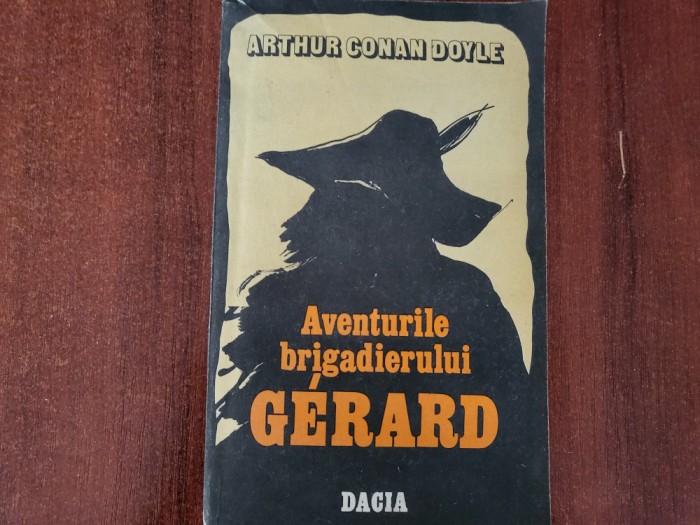 ARTHUR CONAN DOYLE
Aventurile
brigadierului
GÉRARD
DACIA